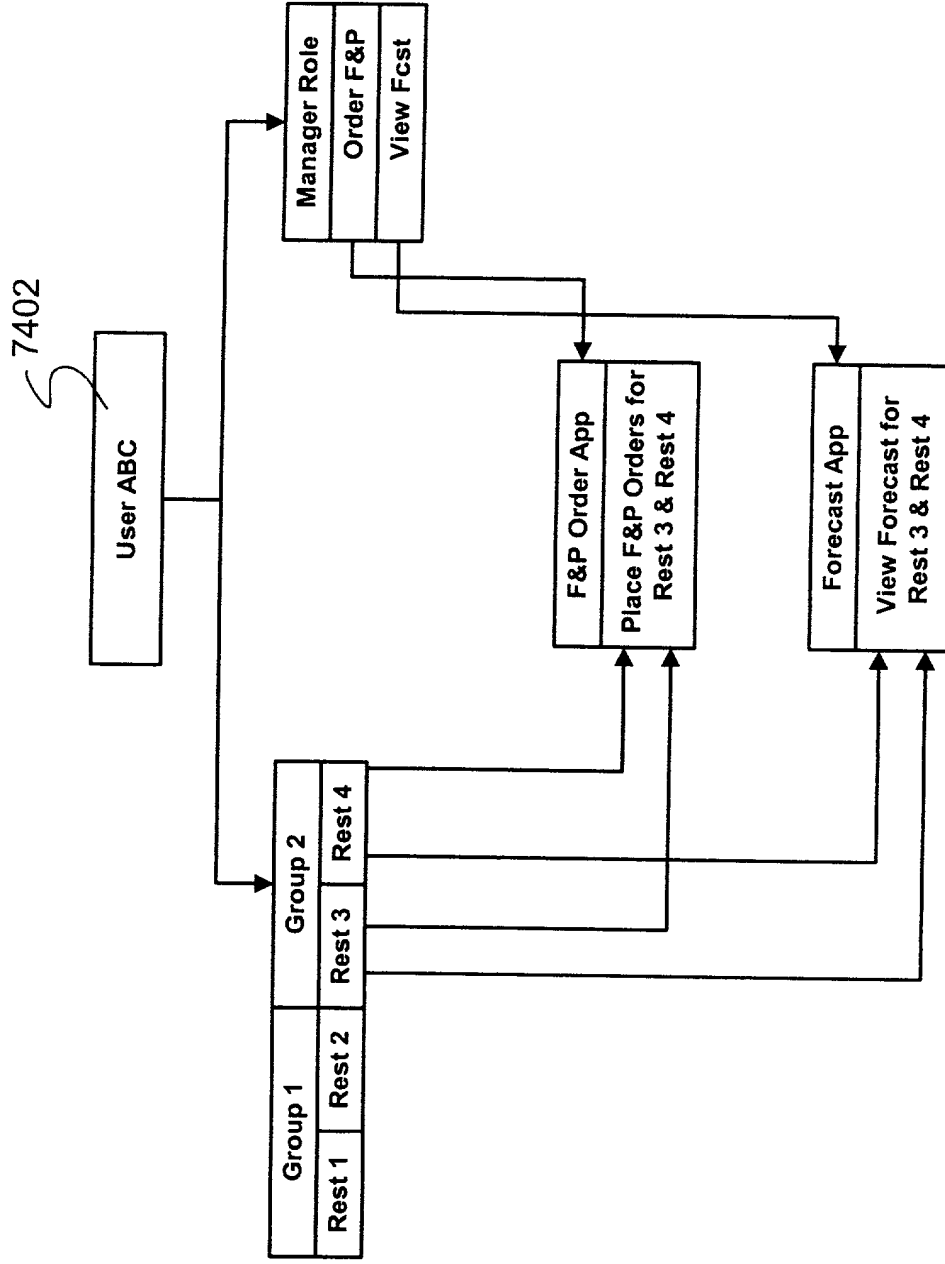 7402
User ABC
Group 1
Group 2
Rest 1
Rest 2
Rest 3
Rest 4
Manager Role
Order F&P
View Fcst
F&P Order App
Place F&P Orders for
Rest 3 & Rest 4
Forecast App
View Forecast for
Rest 3 & Rest 4